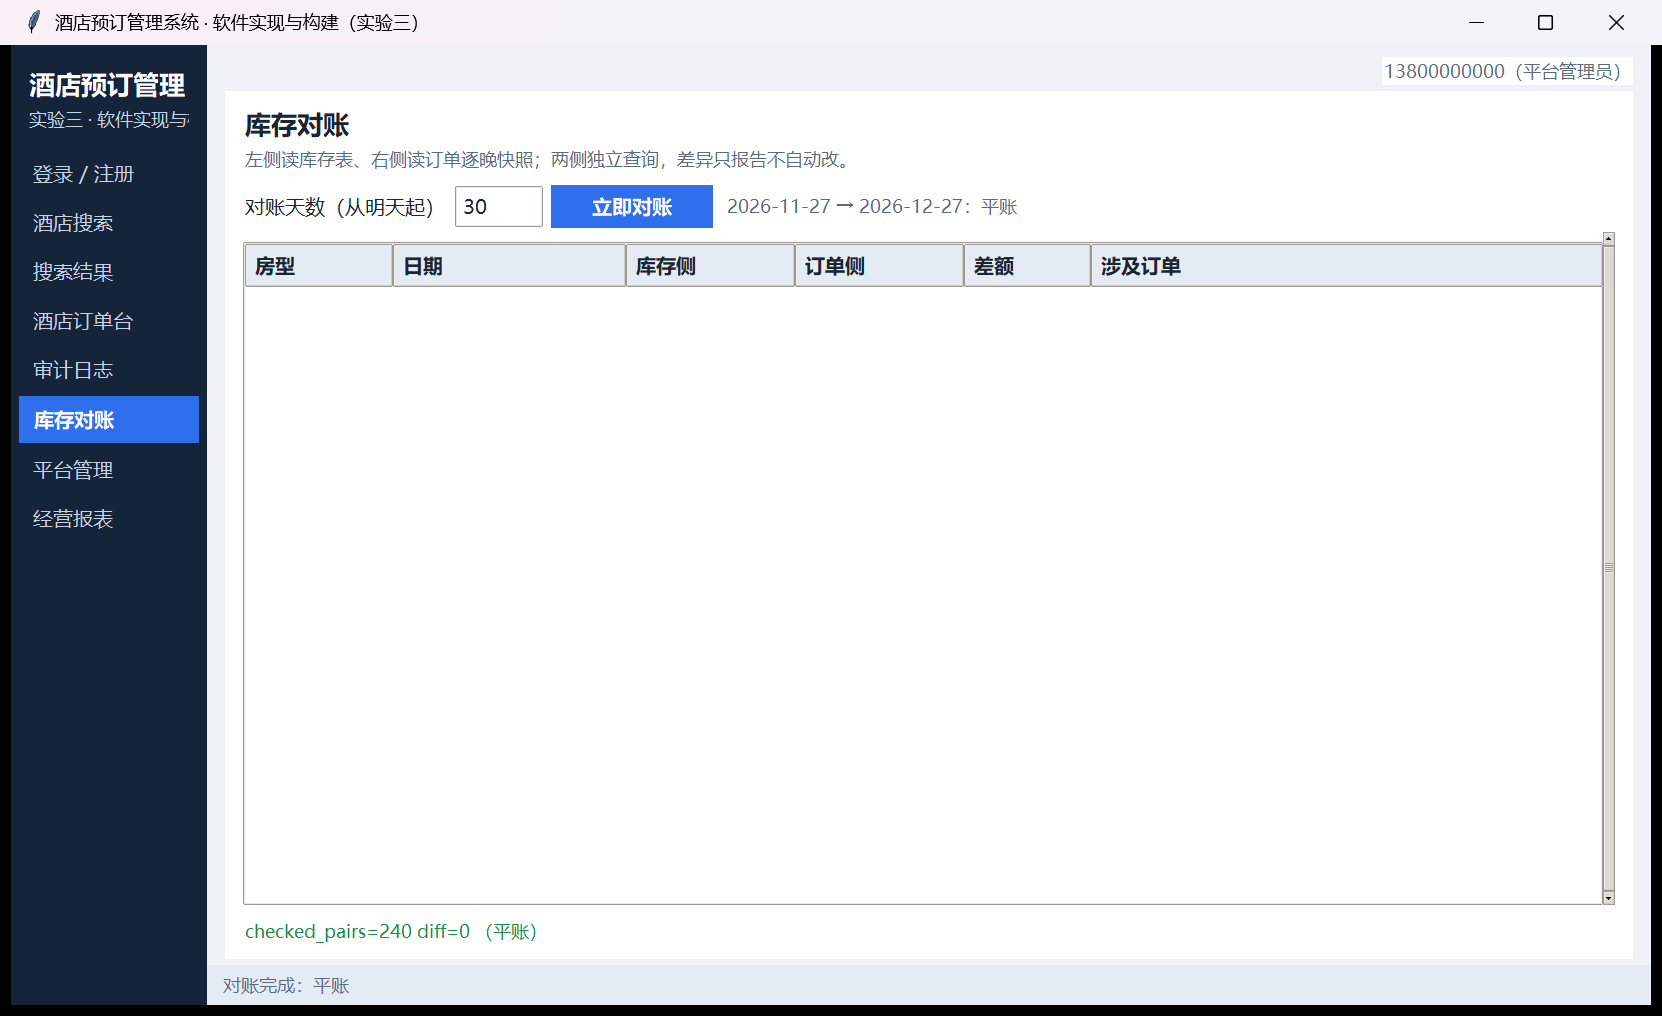 酒店预订管理系统 · 软件实现与构建（实验三）
酒店预订管理
实验三 · 软件实现与
登录 / 注册
酒店搜索
搜索结果
酒店订单台
审计日志
库存对账
平台管理
经营报表
13800000000（平台管理员）
库存对账
左侧读库存表、右侧读订单逐晚快照；两侧独立查询，差异只报告不自动改。
对账天数（从明天起） 30 立即对账 2026-11-27 → 2026-12-27：平账
房型 日期 库存侧 订单侧 差额 涉及订单
checked_pairs=240 diff=0 （平账）
对账完成：平账